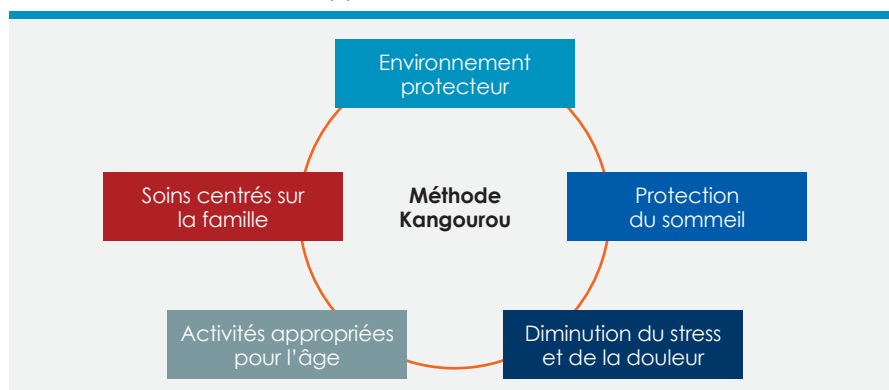 Environnement
protecteur
Soins centrés sur
la famille
Méthode
Kangourou
Protection
du sommeil
Activités appropriées
pour l'âge
Diminution du stress
et de la douleur